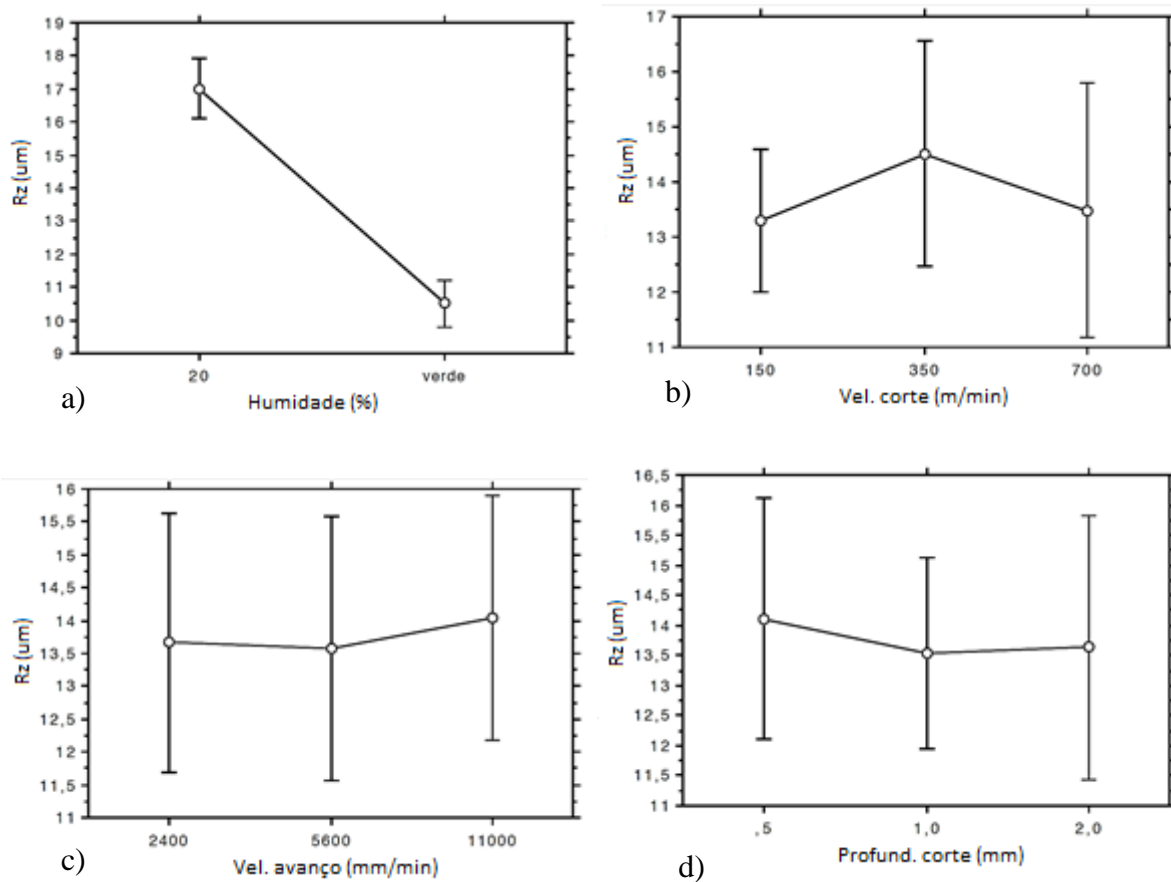 19
18
17
16
15
14
13
12
11
10
9
Rz (um)
20 verde
Humidade (%)
a)
17
16
15
14
13
12
11
Rz (um)
150 350 700
Vel. corte (m/min)
b)
16
15,5
15
14,5
14
13,5
13
12,5
12
11,5
11
Rz (um)
2400 5600 11000
Vel. avanço (mm/min)
c)
16,5
16
15,5
15
14,5
14
13,5
13
12,5
12
11,5
11
Rz (um)
,5 1,0 2,0
Profund. corte (mm)
d)